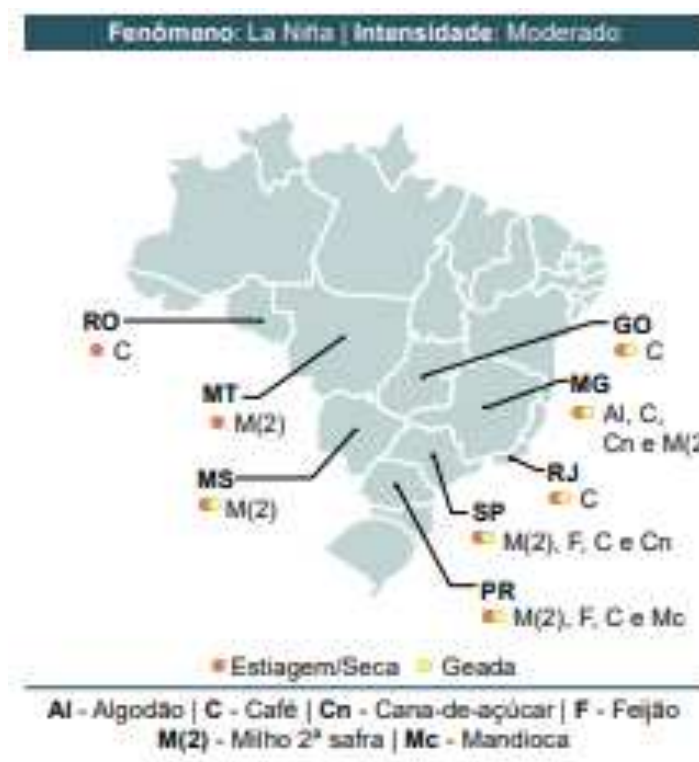 Fenômeno: La Niña | Intensidade: Moderado
RO
C
GO
C
MT
M(2)
MG
Al, C,
Cn e M(2
MS
M(2)
RJ
C
SP
M(2), F, C e Cn
PR
M(2), F, C e Mc
Estiagem/Seca Geada
Al - Algodão | C - Café | Cn - Cana-de-açúcar | F - Feijão
M(2) - Milho 2ª safra | Mc - Mandioca